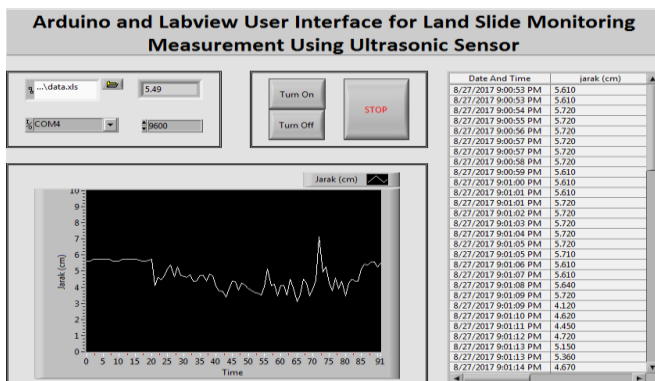 Arduino and Labview User Interface for Land Slide Monitoring
Measurement Using Ultrasonic Sensor
...\data.xls
5.49
COM4
9600
Turn On
Turn Off
STOP
Date And Time jarak (cm)
8/27/2017 9:00:53 PM 5.610
8/27/2017 9:00:53 PM 5.610
8/27/2017 9:00:54 PM 5.720
8/27/2017 9:00:55 PM 5.720
8/27/2017 9:00:56 PM 5.720
8/27/2017 9:00:57 PM 5.720
8/27/2017 9:00:57 PM 5.720
8/27/2017 9:00:58 PM 5.720
8/27/2017 9:00:59 PM 5.610
8/27/2017 9:01:00 PM 5.610
8/27/2017 9:01:01 PM 5.610
8/27/2017 9:01:01 PM 5.720
8/27/2017 9:01:02 PM 5.720
8/27/2017 9:01:03 PM 5.720
8/27/2017 9:01:04 PM 5.720
8/27/2017 9:01:05 PM 5.720
8/27/2017 9:01:05 PM 5.710
8/27/2017 9:01:06 PM 5.610
8/27/2017 9:01:07 PM 5.610
8/27/2017 9:01:08 PM 5.640
8/27/2017 9:01:09 PM 5.720
8/27/2017 9:01:09 PM 4.120
8/27/2017 9:01:10 PM 4.620
8/27/2017 9:01:11 PM 4.450
8/27/2017 9:01:12 PM 4.720
8/27/2017 9:01:13 PM 5.150
8/27/2017 9:01:13 PM 5.360
8/27/2017 9:01:14 PM 4.670
Jarak (cm)
10
9
8
7
6
5
4
3
2
1
0
Jarak (cm)
0 5 10 15 20 25 30 35 40 45 50 55 60 65 70 75 80 85 91
Time